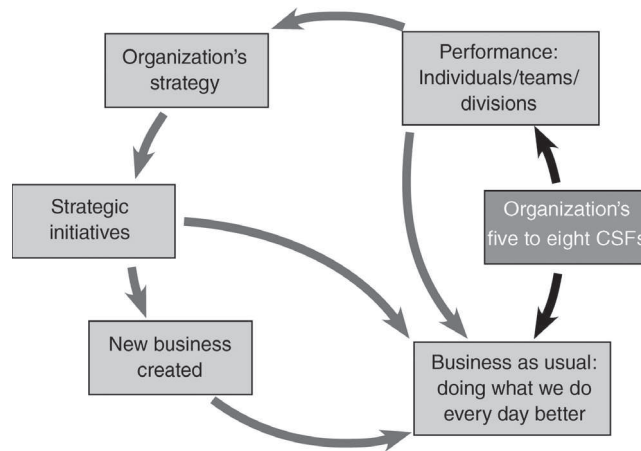 Organization's
strategy
Performance:
Individuals/teams/
divisions
Strategic
initiatives
Organization's
five to eight CSFs
New business
created
Business as usual:
doing what we do
every day better